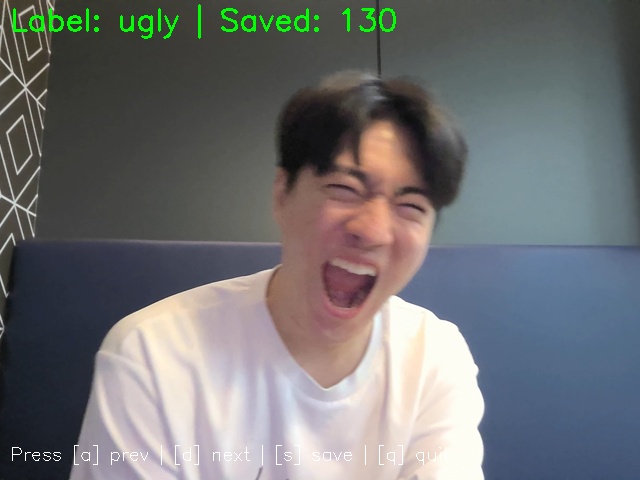 Label: ugly | Saved: 130
Press [a] prev | [d] next | [s] save | [q]